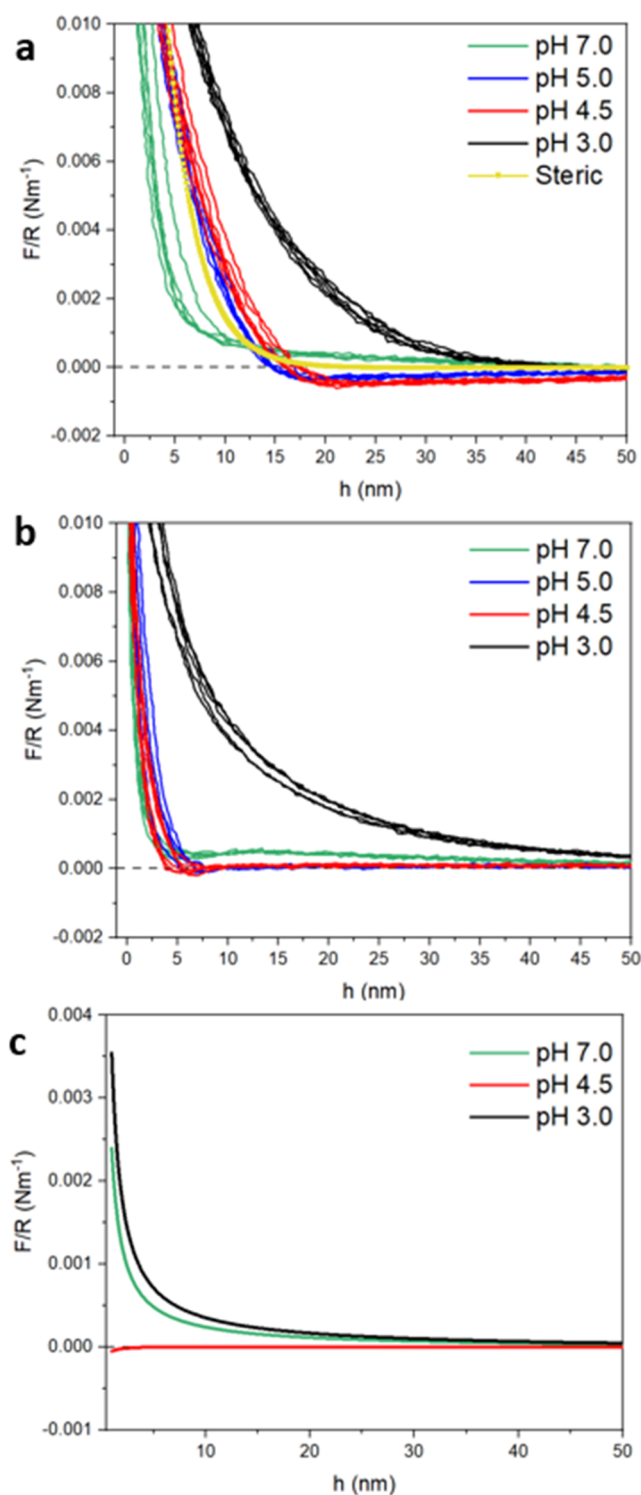 a
0.010
0.008
0.006
0.004
0.002
0.000
-0.002
F/R (Nm⁻¹)
pH 7.0
pH 5.0
pH 4.5
pH 3.0
Steric
0 5 10 15 20 25 30 35 40 45 50
h (nm)
b
0.010
0.008
0.006
0.004
0.002
0.000
-0.002
F/R (Nm⁻¹)
pH 7.0
pH 5.0
pH 4.5
pH 3.0
0 5 10 15 20 25 30 35 40 45 50
h (nm)
c
0.004
0.003
0.002
0.001
0.000
-0.001
F/R (Nm⁻¹)
pH 7.0
pH 4.5
pH 3.0
10 20 30 40 50
h (nm)